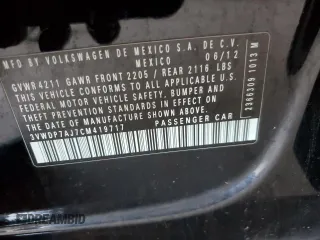 MFD BY VOLKSWAGEN DE MEXICO S.A. DE C.V.
MEXICO 06/12
GVWR 4211 GAWR FRONT 2205 / REAR 2116 LBS
THIS VEHICLE CONFORMS TO ALL APPLICABLE
FEDERAL MOTOR VEHICLE SAFETY, BUMPER AND
THEFT PREVENTION STANDARDS IN EFFECT
ON THE DATE OF MANUFACTURE SHOWN ABOVE.
3VWDP7AJ7CM419717 PASSENGER CAR
2366309 1013 M
DREAMBID